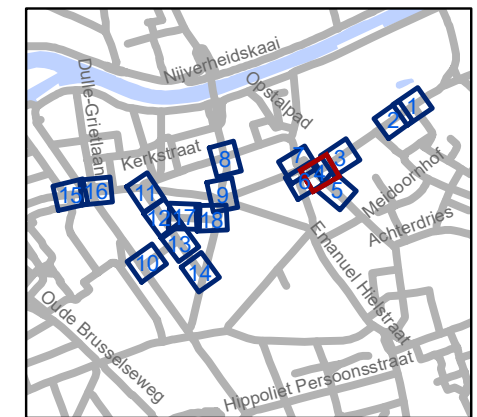 Nijverheidskaai
Dulle-Grietlaan
Opstalpad
Kerkstraat
1
2
3
7
8
4
6
5
Meidoornhof
Achterdries
15
16
11
9
12
17
18
13
10
14
Emanuel Hielstraat
Oude Brusselseweg
Hippoliet Persoonsstraat